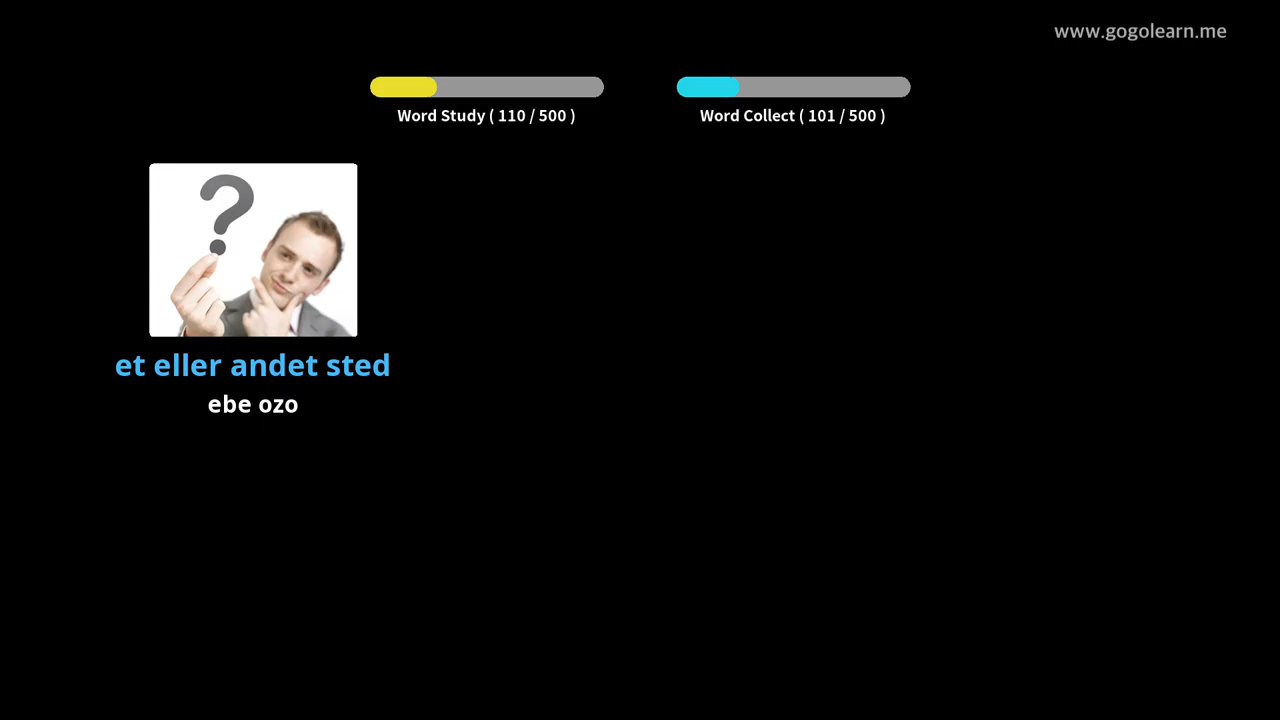 www.gogolearn.me
Word Study ( 110 / 500 )
Word Collect ( 101 / 500 )
?
et eller andet sted
ebe ozo